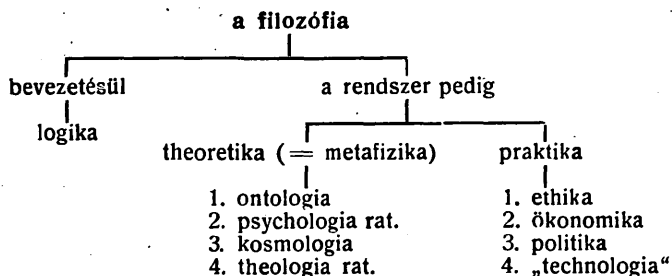 a filozófia
bevezetésül a rendszer pedig
logika
theoretika (= metafizika) praktika
1. ontologia 1. ethika
2. psychologia rat. 2. ökonomika
3. kosmologia 3. politika
4. theologia rat. 4. „technologia“